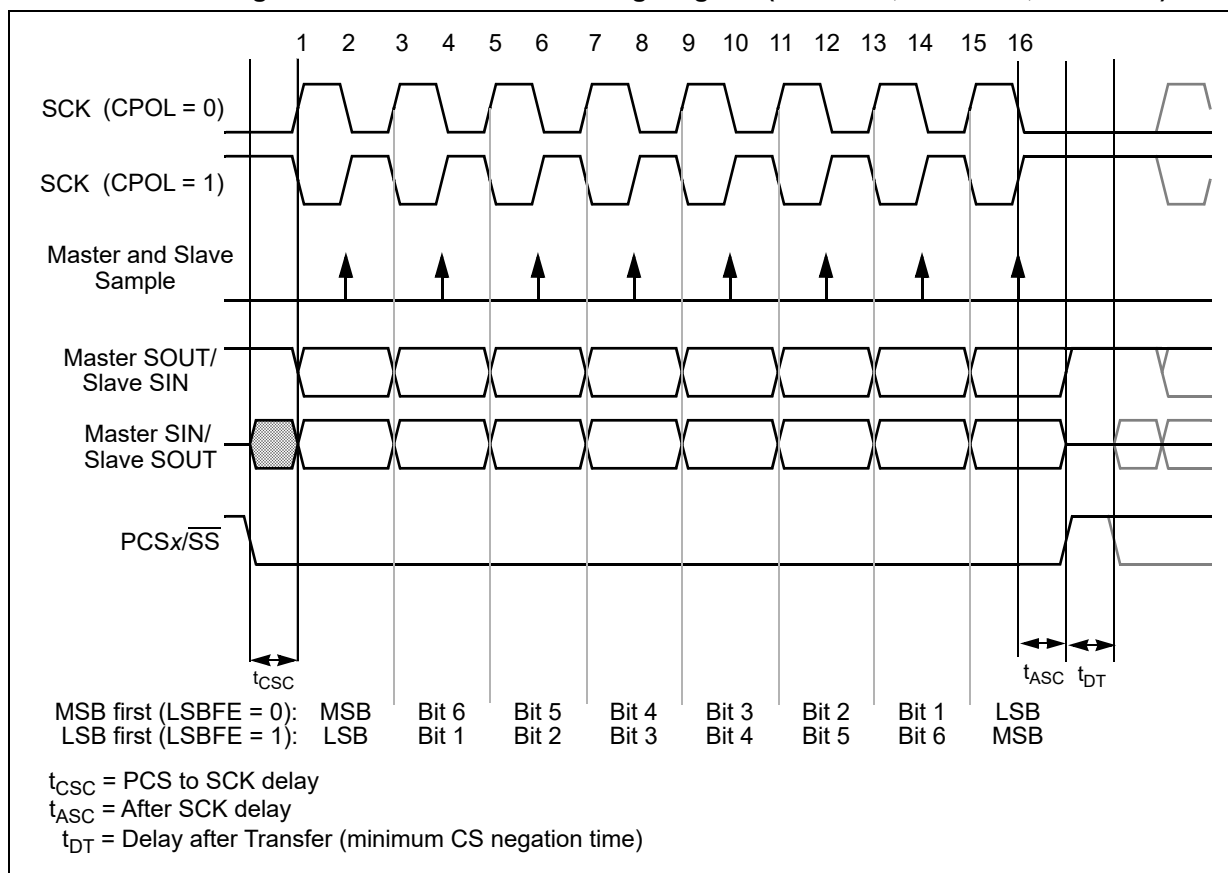 1 2 3 4 5 6 7 8 9 10 11 12 13 14 15 16
SCK (CPOL = 0)
SCK (CPOL = 1)
Master and Slave
Sample
Master SOUT/
Slave SIN
Master SIN/
Slave SOUT
PCSx/SS
tCSC
tASC tDT
MSB first (LSBFE = 0): MSB Bit 6 Bit 5 Bit 4 Bit 3 Bit 2 Bit 1 LSB
LSB first (LSBFE = 1): LSB Bit 1 Bit 2 Bit 3 Bit 4 Bit 5 Bit 6 MSB
tCSC = PCS to SCK delay
tASC = After SCK delay
tDT = Delay after Transfer (minimum CS negation time)